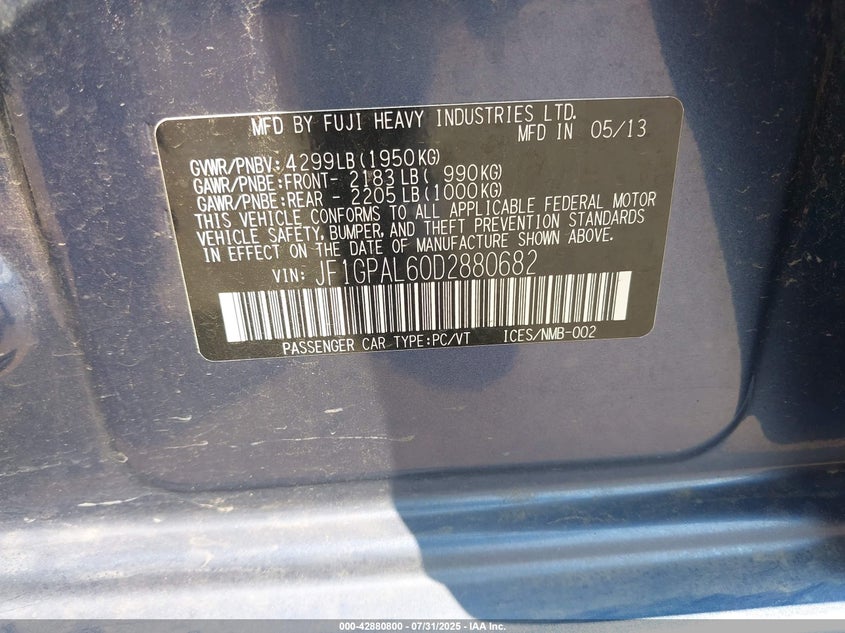 MFD BY FUJI HEAVY INDUSTRIES LTD.
MFD IN 05/13
GVWR/PNBV:4299LB(1950KG)
GAWR/PNBE:FRONT- 2183LB( 990KG)
GAWR/PNBE:REAR - 2205LB(1000KG)
THIS VEHICLE CONFORMS TO ALL APPLICABLE FEDERAL MOTOR
VEHICLE SAFETY, BUMPER, AND THEFT PREVENTION STANDARDS
IN EFFECT ON THE DATE OF MANUFACTURE SHOWN ABOVE.
VIN: JF1GPAL60D2880682
PASSENGER CAR TYPE:PC/VT ICES/NMB-002
000-42880800 - 07/31/2025 - IAA Inc.